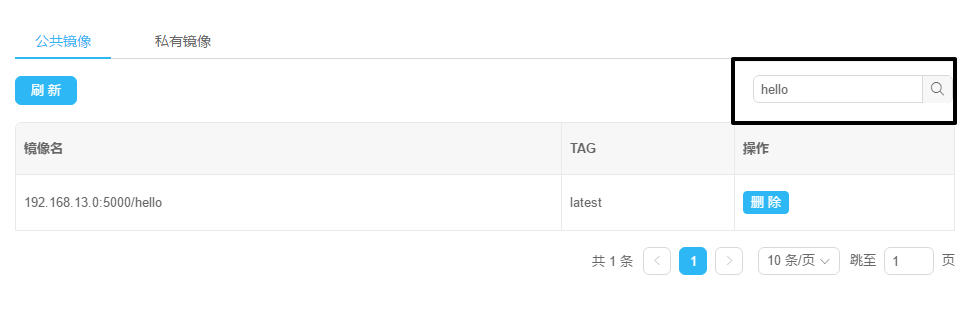 公共镜像 私有镜像
刷 新 hello
镜像名 TAG 操作
192.168.13.0:5000/hello latest 删 除
共 1 条 1 10 条/页 跳至 1 页